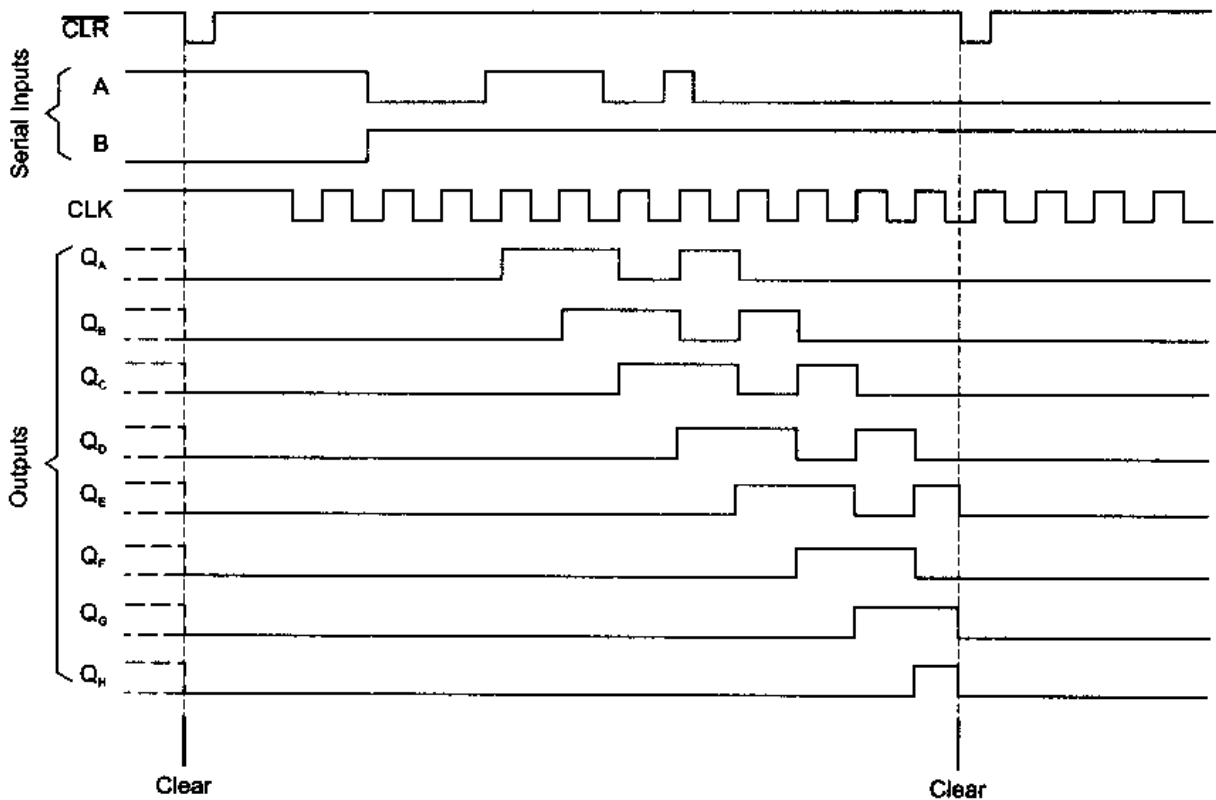 CLR
Serial Inputs
A
B
CLK
Outputs
QA
QB
QC
QD
QE
QF
QG
QH
Clear
Clear